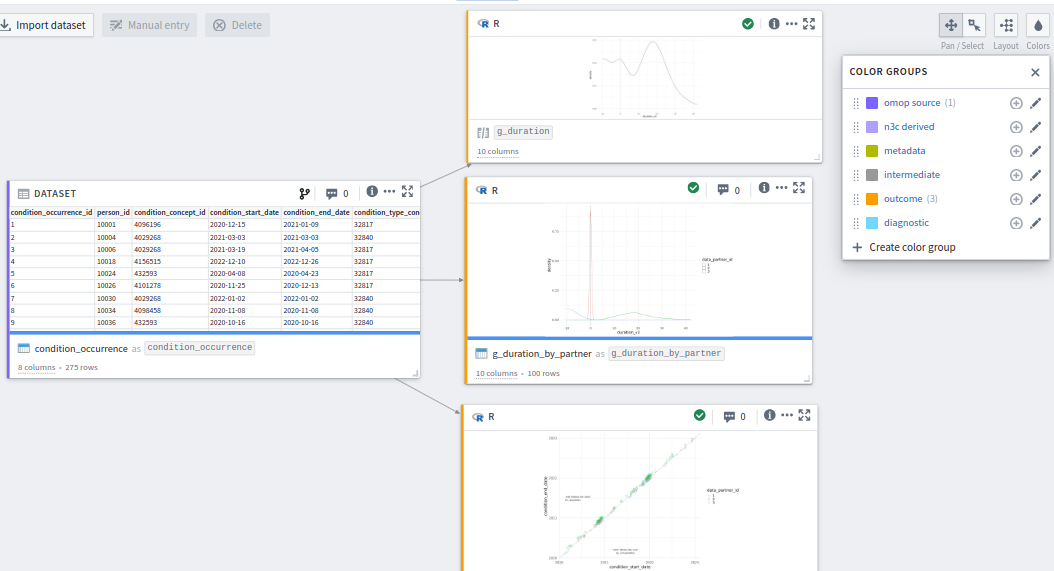 Import dataset
Manual entry
Delete
Pan / Select
Layout
Colors
COLOR GROUPS
omop source (1)
n3c derived
metadata
intermediate
outcome (3)
diagnostic
Create color group
R
g_duration
10 columns
DATASET
0
condition_occurrence_id person_id condition_concept_id condition_start_date condition_end_date condition_type_con
1 10001 4096196 2020-12-15 2021-01-09 32817
2 10004 4029268 2021-03-03 2021-03-03 32840
3 10006 4029268 2021-03-19 2021-04-05 32817
4 10018 4156515 2022-12-10 2022-12-26 32817
5 10024 432593 2020-04-08 2020-04-23 32817
6 10026 4101278 2020-11-25 2020-12-13 32817
7 10030 4029268 2022-01-02 2022-01-02 32840
8 10034 4098458 2020-11-08 2020-11-08 32840
9 10036 432593 2020-10-16 2020-10-16 32840
condition_occurrence as condition_occurrence
8 columns • 275 rows
R
0
density
data_partner_id
duration_v2
g_duration_by_partner as g_duration_by_partner
10 columns • 100 rows
R
0
condition_end_date
data_partner_id
condition_start_date